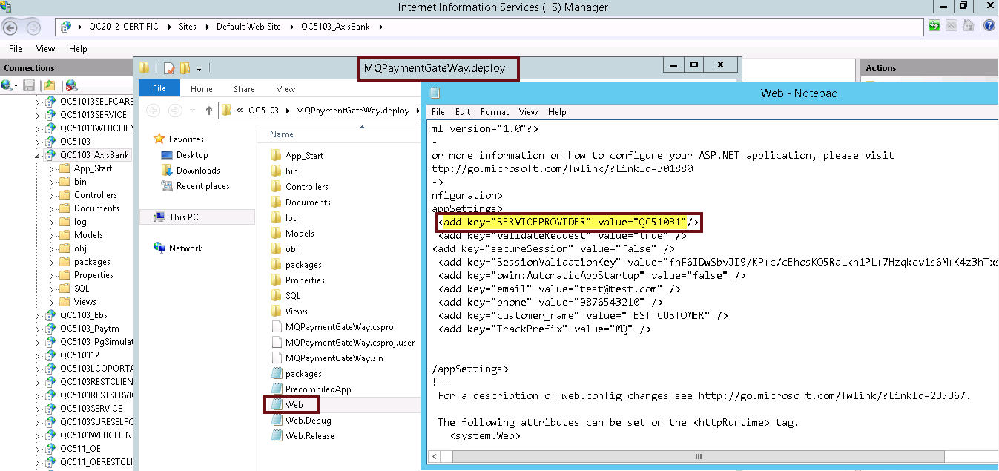 Internet Information Services (IIS) Manager
QC2012-CERTIFIC Sites Default Web Site QC5103_AxisBank
File View Help
Connections
QC51013SELFCARE
QC51013SERVICE
QC51013WEBCLIEN
QC5103
QC5103_AxisBank
App_Start
bin
Controllers
Documents
log
Models
obj
packages
Properties
SQL
Views
QC5103_Ebs
QC5103_Paytm
QC5103_PgSimulat
QC510312
QC5103LCOPORTA
QC5103RESTCLIEN
QC5103RESTSERVI
QC5103SERVICE
QC5103SURESELFC
QC5103WEBCLIEN
QC511_OE
QC511_OERESTCLI
MQPaymentGateWay.deploy
File Home Share View
« QC5103 MQPaymentGateWay.deploy
Favorites
Desktop
Downloads
Recent places
This PC
Network
Name
App_Start
bin
Controllers
Documents
log
Models
obj
packages
Properties
SQL
Views
MQPaymentGateWay.csproj
MQPaymentGateWay.csproj.user
MQPaymentGateWay.sln
packages
PrecompiledApp
Web
Web.Debug
Web.Release
Actions
Web - Notepad
File Edit Format View Help
ml version="1.0"?>
-
or more information on how to configure your ASP.NET application, please visit
ttp://go.microsoft.com/fwlink/?LinkId=301880
->
nfiguration>
appSettings>
<add key="SERVICEPROVIDER" value="QC51031"/>
<add key="validateRequest" value="true" />
<add key="secureSession" value="false" />
<add key="SessionValidationKey" value="fhF6IDWSbvJI9/KP+c/cEhosKO5RaLkh1PL+7Hzqkcv1s6M+K4z3hTxs
<add key="owin:AutomaticAppStartup" value="false" />
<add key="email" value="test@test.com" />
<add key="phone" value="9876543210" />
<add key="customer_name" value="TEST CUSTOMER" />
<add key="TrackPrefix" value="MQ" />
/appSettings>
!--
For a description of web.config changes see http://go.microsoft.com/fwlink/?LinkId=235367.
The following attributes can be set on the <httpRuntime> tag.
<system.Web>